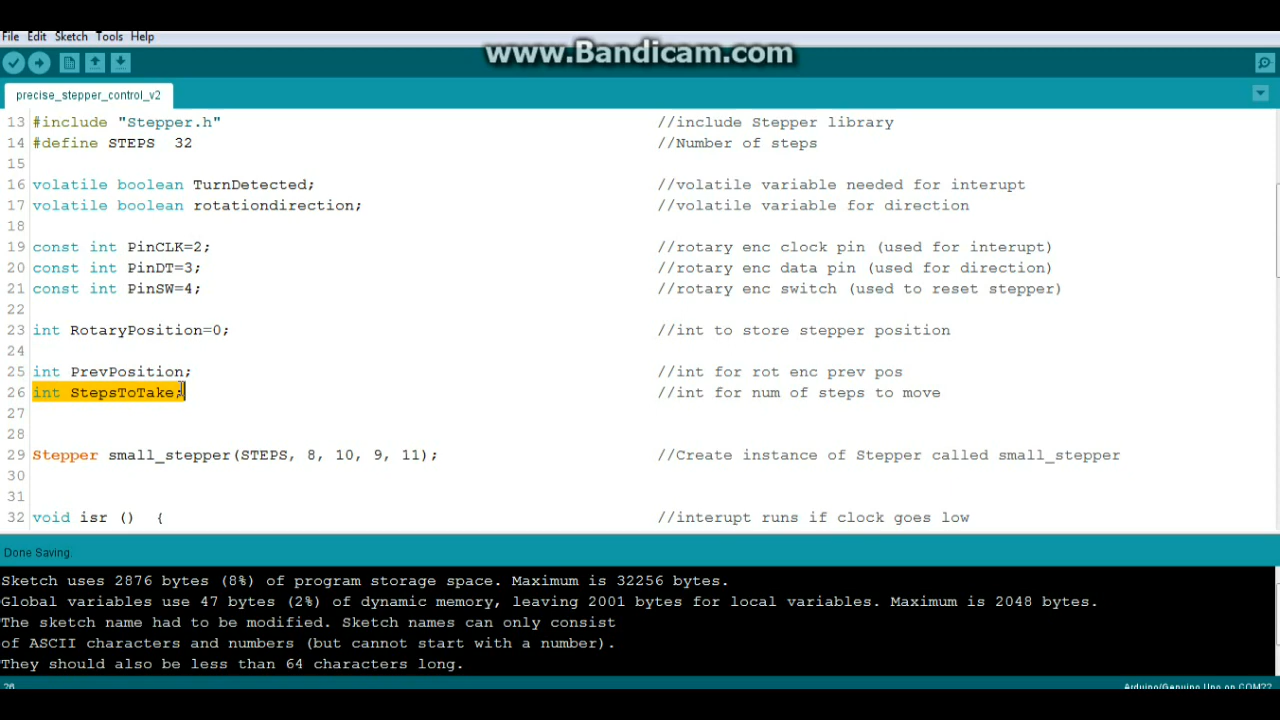 File Edit Sketch Tools Help
www.Bandicam.com
precise_stepper_control_v2
13 #include "Stepper.h" //include Stepper library
14 #define STEPS 32 //Number of steps
15
16 volatile boolean TurnDetected; //volatile variable needed for interupt
17 volatile boolean rotationdirection; //volatile variable for direction
18
19 const int PinCLK=2; //rotary enc clock pin (used for interupt)
20 const int PinDT=3; //rotary enc data pin (used for direction)
21 const int PinSW=4; //rotary enc switch (used to reset stepper)
22
23 int RotaryPosition=0; //int to store stepper position
24
25 int PrevPosition; //int for rot enc prev pos
26 int StepsToTake; //int for num of steps to move
27
28
29 Stepper small_stepper(STEPS, 8, 10, 9, 11); //Create instance of Stepper called small_stepper
30
31
32 void isr () { //interupt runs if clock goes low
Done Saving.
Sketch uses 2876 bytes (8%) of program storage space. Maximum is 32256 bytes.
Global variables use 47 bytes (2%) of dynamic memory, leaving 2001 bytes for local variables. Maximum is 2048 bytes.
The sketch name had to be modified. Sketch names can only consist
of ASCII characters and numbers (but cannot start with a number).
They should also be less than 64 characters long.
26 Arduino/Genuino Uno on COM22